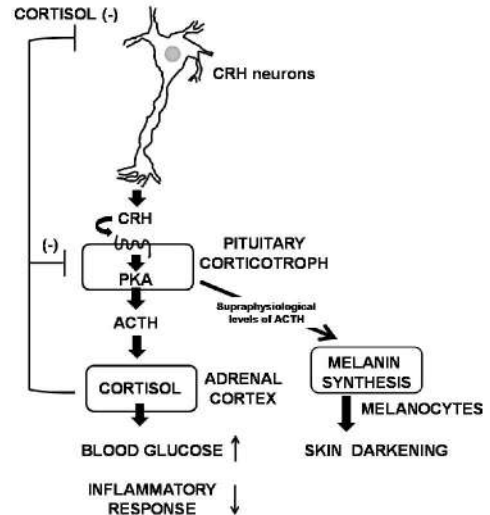 CORTISOL (-)
CRH neurons
CRH
(-)
PITUITARY
CORTICOTROPH
PKA
Supraphysiological
levels of ACTH
ACTH
MELANIN
SYNTHESIS
CORTISOL
ADRENAL
CORTEX
MELANOCYTES
BLOOD GLUCOSE
SKIN DARKENING
INFLAMMATORY
RESPONSE